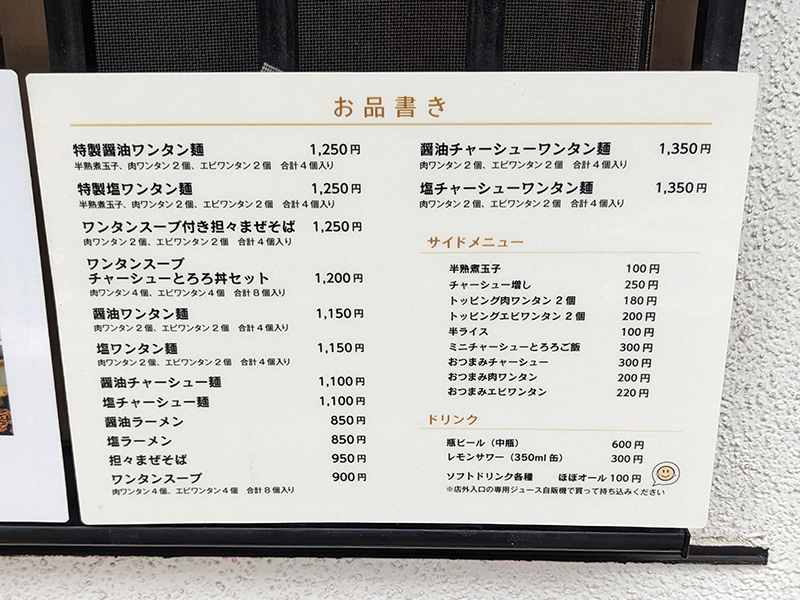 お品書き
特製醤油ワンタン麺 1,250円
半熟煮玉子、肉ワンタン2個、エビワンタン2個 合計4個入り
特製塩ワンタン麺 1,250円
半熟煮玉子、肉ワンタン2個、エビワンタン2個 合計4個入り
ワンタンスープ付き担々まぜそば 1,250円
肉ワンタン2個、エビワンタン2個 合計4個入り
ワンタンスープ
チャーシューとろろ丼セット 1,200円
肉ワンタン4個、エビワンタン4個 合計8個入り
醤油ワンタン麺 1,150円
肉ワンタン2個、エビワンタン2個 合計4個入り
塩ワンタン麺 1,150円
肉ワンタン2個、エビワンタン2個 合計4個入り
醤油チャーシュー麺 1,100円
塩チャーシュー麺 1,100円
醤油ラーメン 850円
塩ラーメン 850円
担々まぜそば 950円
ワンタンスープ 900円
肉ワンタン4個、エビワンタン4個 合計8個入り
醤油チャーシューワンタン麺 1,350円
肉ワンタン2個、エビワンタン2個 合計4個入り
塩チャーシューワンタン麺 1,350円
肉ワンタン2個、エビワンタン2個 合計4個入り
サイドメニュー
半熟煮玉子 100円
チャーシュー増し 250円
トッピング肉ワンタン2個 180円
トッピングエビワンタン2個 200円
半ライス 100円
ミニチャーシューとろろご飯 300円
おつまみチャーシュー 300円
おつまみ肉ワンタン 200円
おつまみエビワンタン 220円
ドリンク
瓶ビール（中瓶） 600円
レモンサワー（350ml缶） 300円
ソフトドリンク各種 ほぼオール100円
※店外入口の専用ジュース自販機で買って持ち込みください